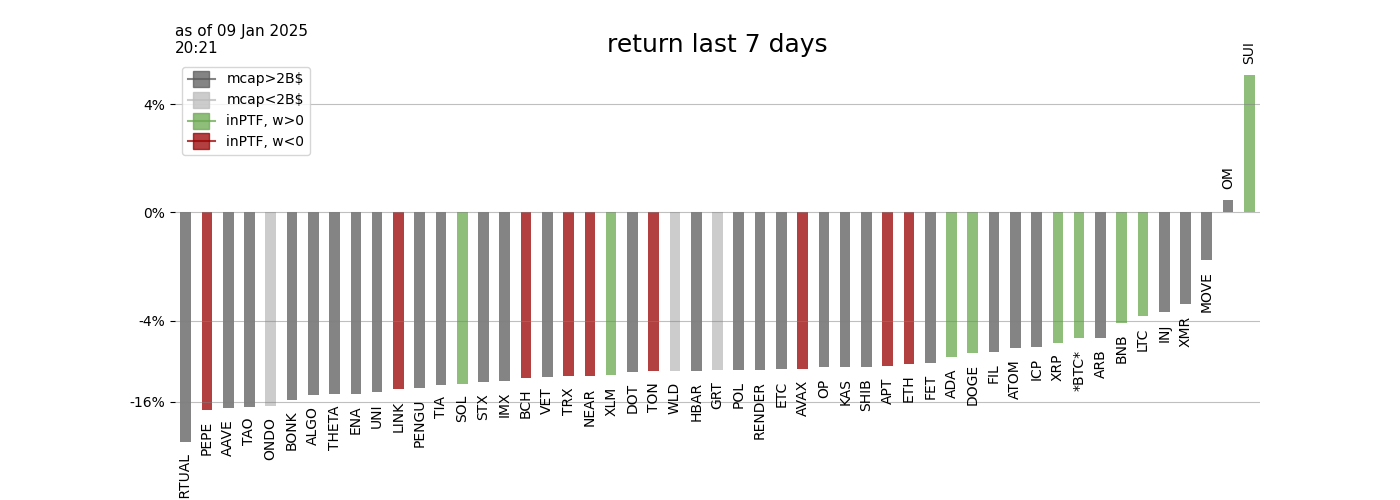 as of 09 Jan 2025
20:21
return last 7 days
mcap>2B$
mcap<2B$
inPTF, w>0
inPTF, w<0
4%
0%
-4%
-16%
RTUAL
PEPE
AAVE
TAO
ONDO
BONK
ALGO
THETA
ENA
UNI
LINK
PENGU
TIA
SOL
STX
IMX
BCH
VET
TRX
NEAR
XLM
DOT
TON
WLD
HBAR
GRT
POL
RENDER
ETC
AVAX
OP
KAS
SHIB
APT
ETH
FET
ADA
DOGE
FIL
ATOM
ICP
XRP
*BTC*
ARB
BNB
LTC
INJ
XMR
MOVE
OM
SUI